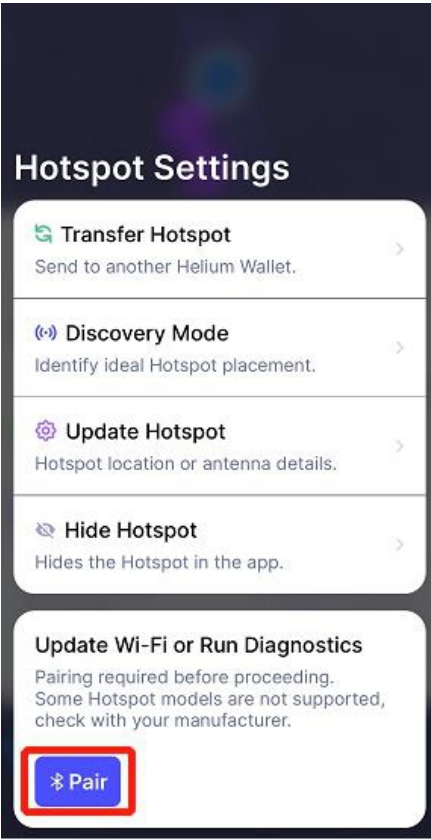 Hotspot Settings
Transfer Hotspot
Send to another Helium Wallet.
Discovery Mode
Identify ideal Hotspot placement.
Update Hotspot
Hotspot location or antenna details.
Hide Hotspot
Hides the Hotspot in the app.
Update Wi-Fi or Run Diagnostics
Pairing required before proceeding.
Some Hotspot models are not supported,
check with your manufacturer.
Pair